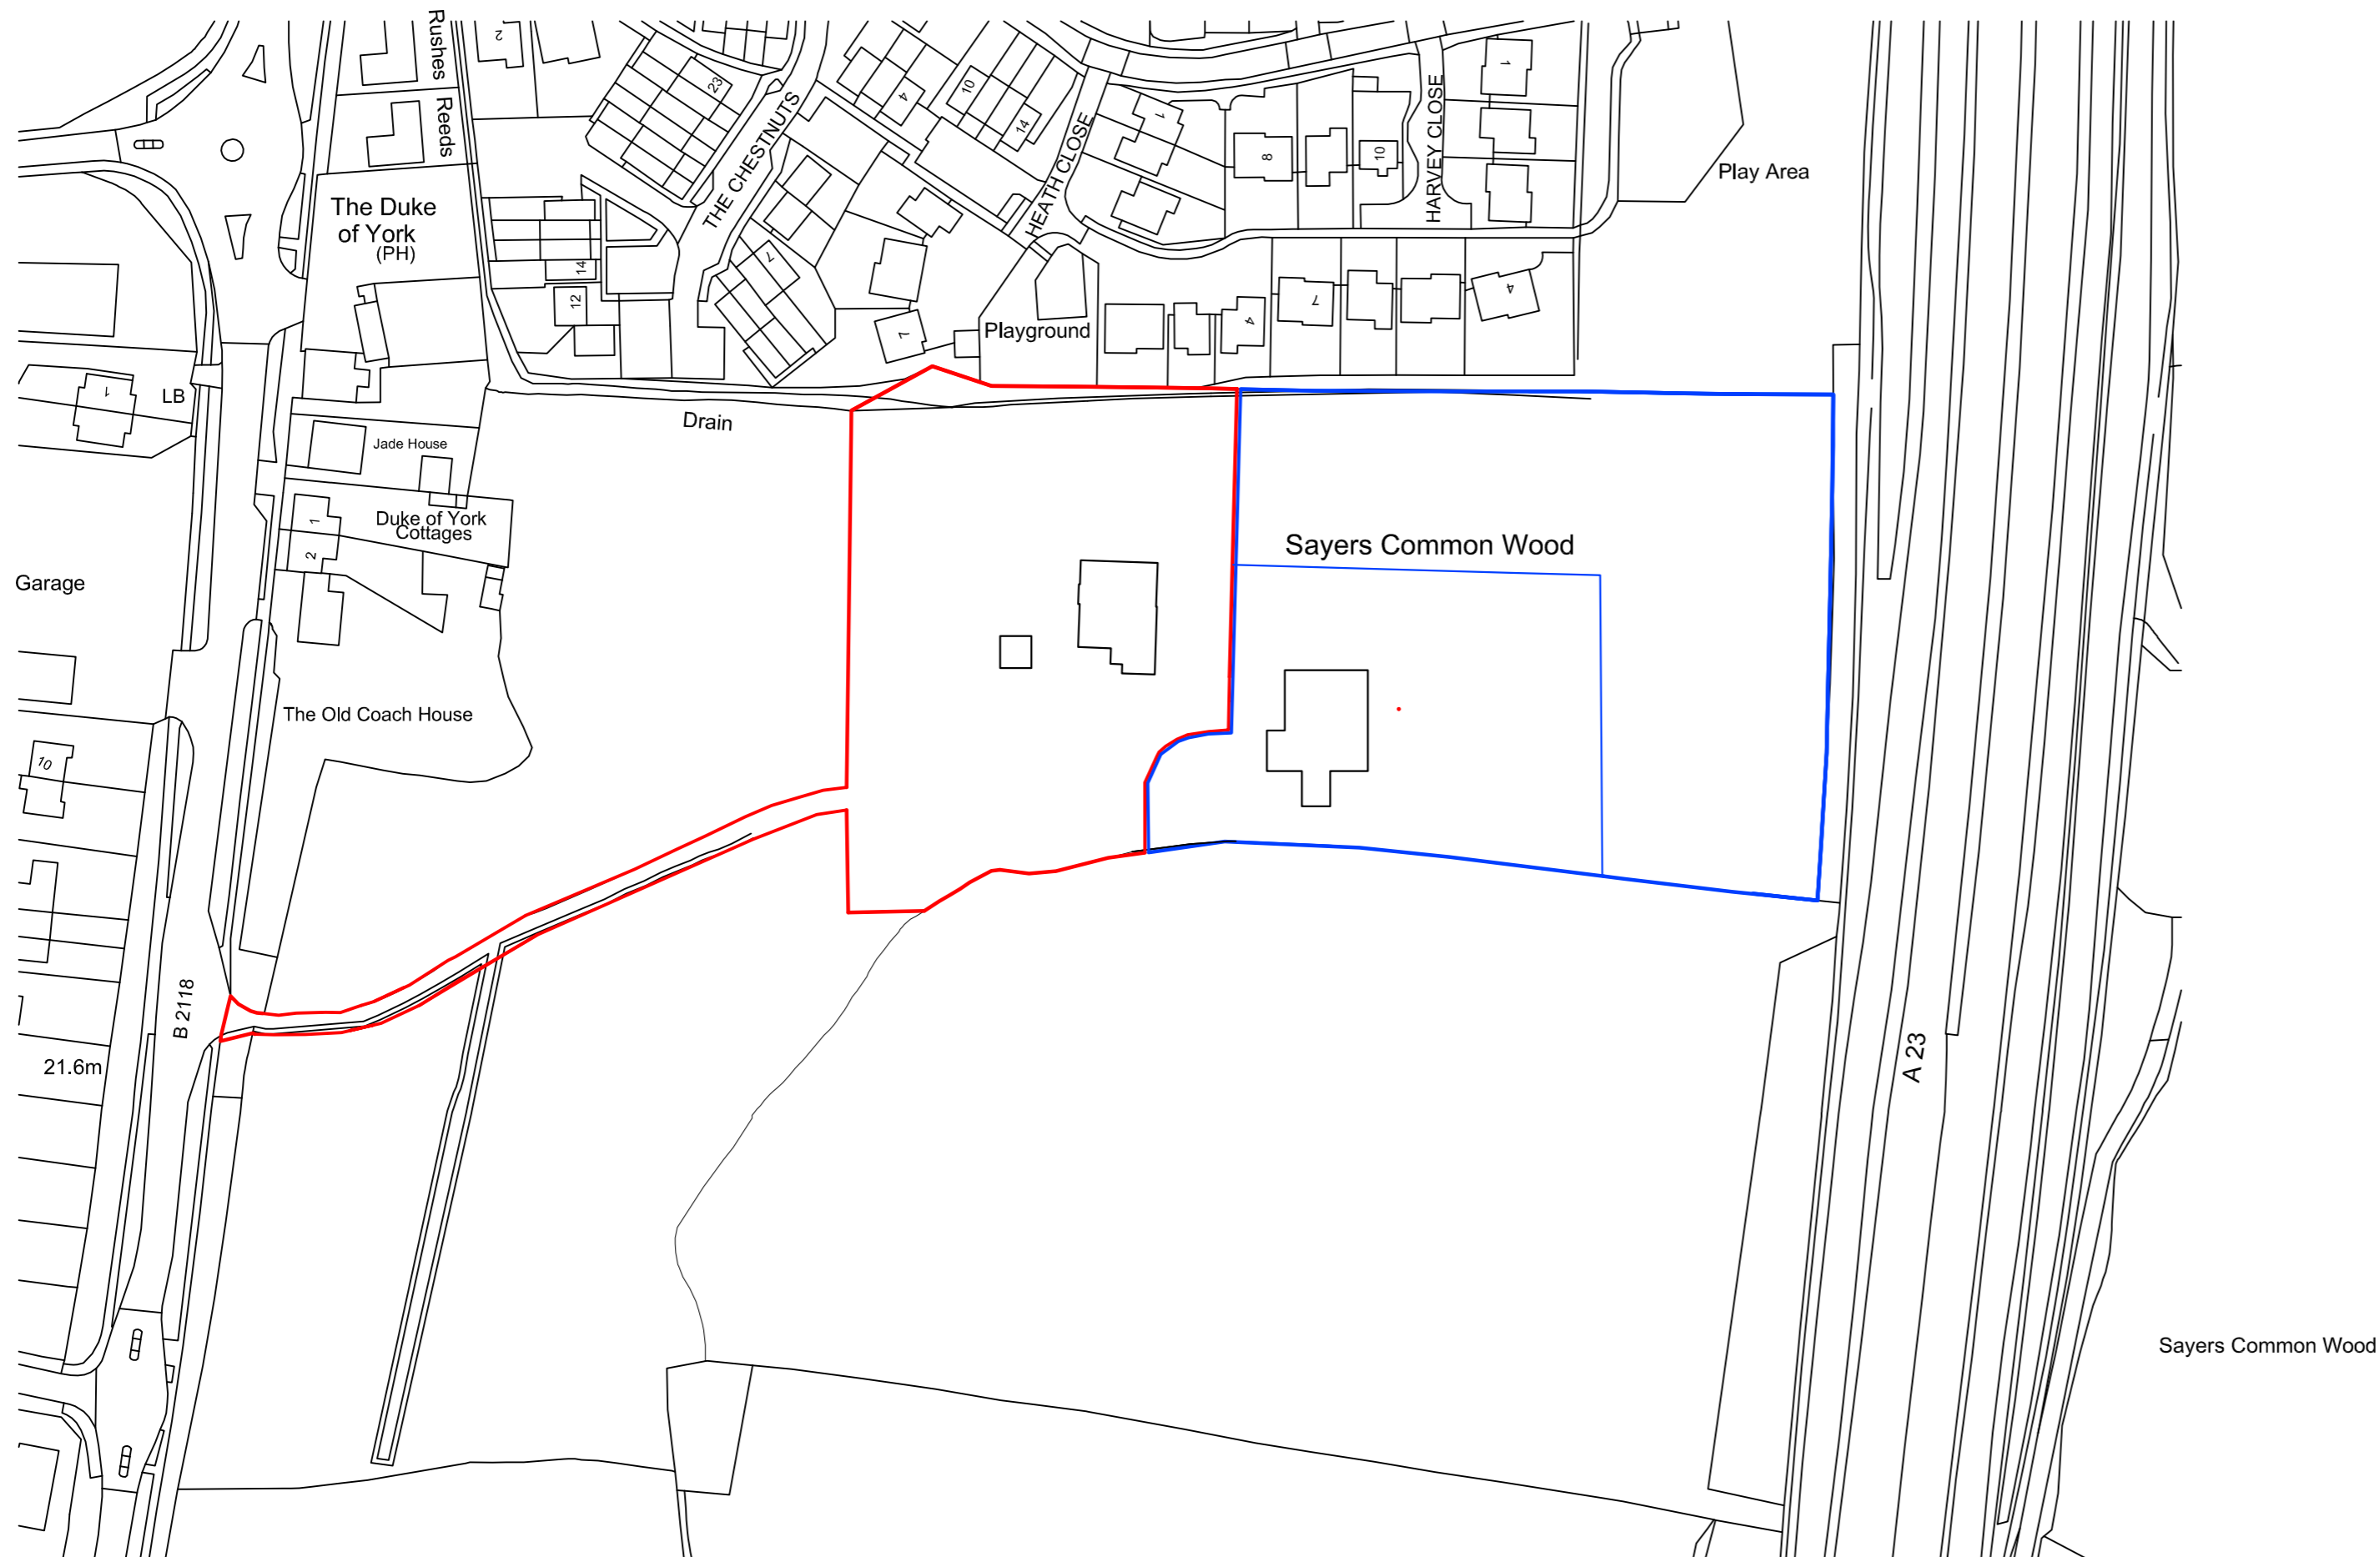 Rushes
Reeds
2
23
THE CHESTNUTS
4
10
14
HEATH CLOSE
1
8
10
HARVEY CLOSE
1
Play Area
The Duke
of York
(PH)
14
12
7
7
Playground
4
7
4
1
LB
Drain
Jade House
1
Duke of York
Cottages
2
Garage
Sayers Common Wood
The Old Coach House
10
B 2118
21.6m
A 23
Sayers Common Wood